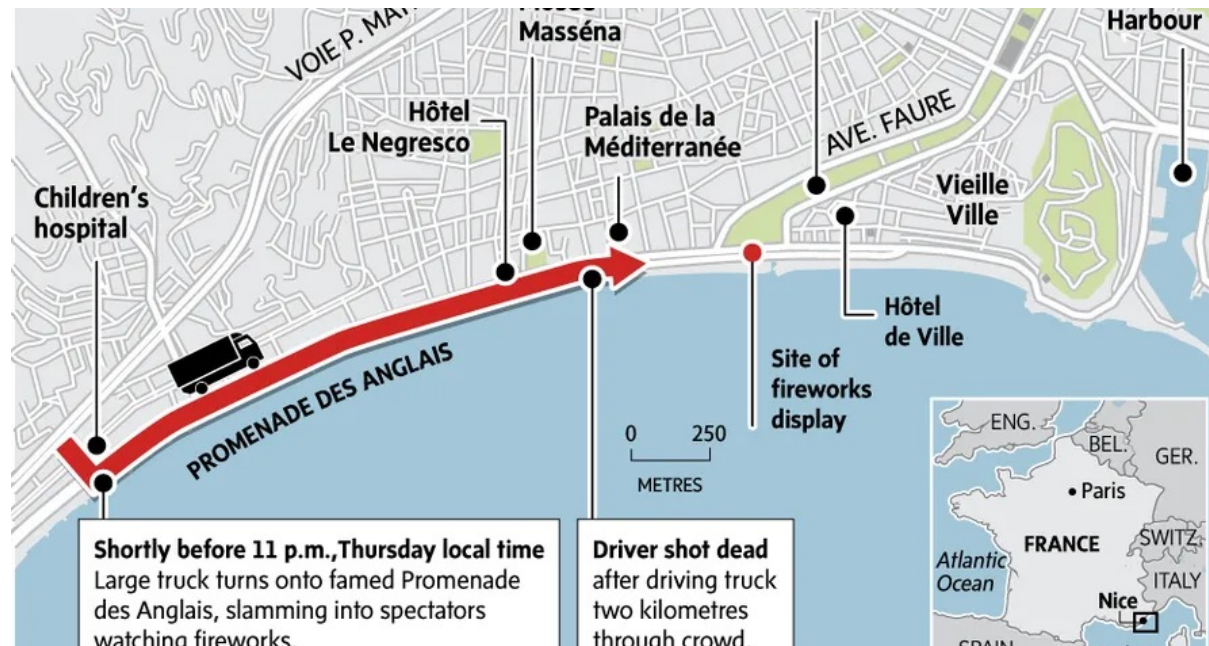 Harbour
Masséna
VOIE P. MA
Hôtel
Le Negresco
Palais de la
Méditerranée
AVE. FAURE
Children's
hospital
Vieille
Ville
Hôtel
de Ville
PROMENADE DES ANGLAIS
Site of
fireworks
display
0 250
METRES
ENG.
BEL.
GER.
Paris
FRANCE
SWITZ.
Atlantic
Ocean
ITALY
Nice
SPAIN
Shortly before 11 p.m.,Thursday local time
Large truck turns onto famed Promenade
des Anglais, slamming into spectators
watching fireworks.
Driver shot dead
after driving truck
two kilometres
through crowd.